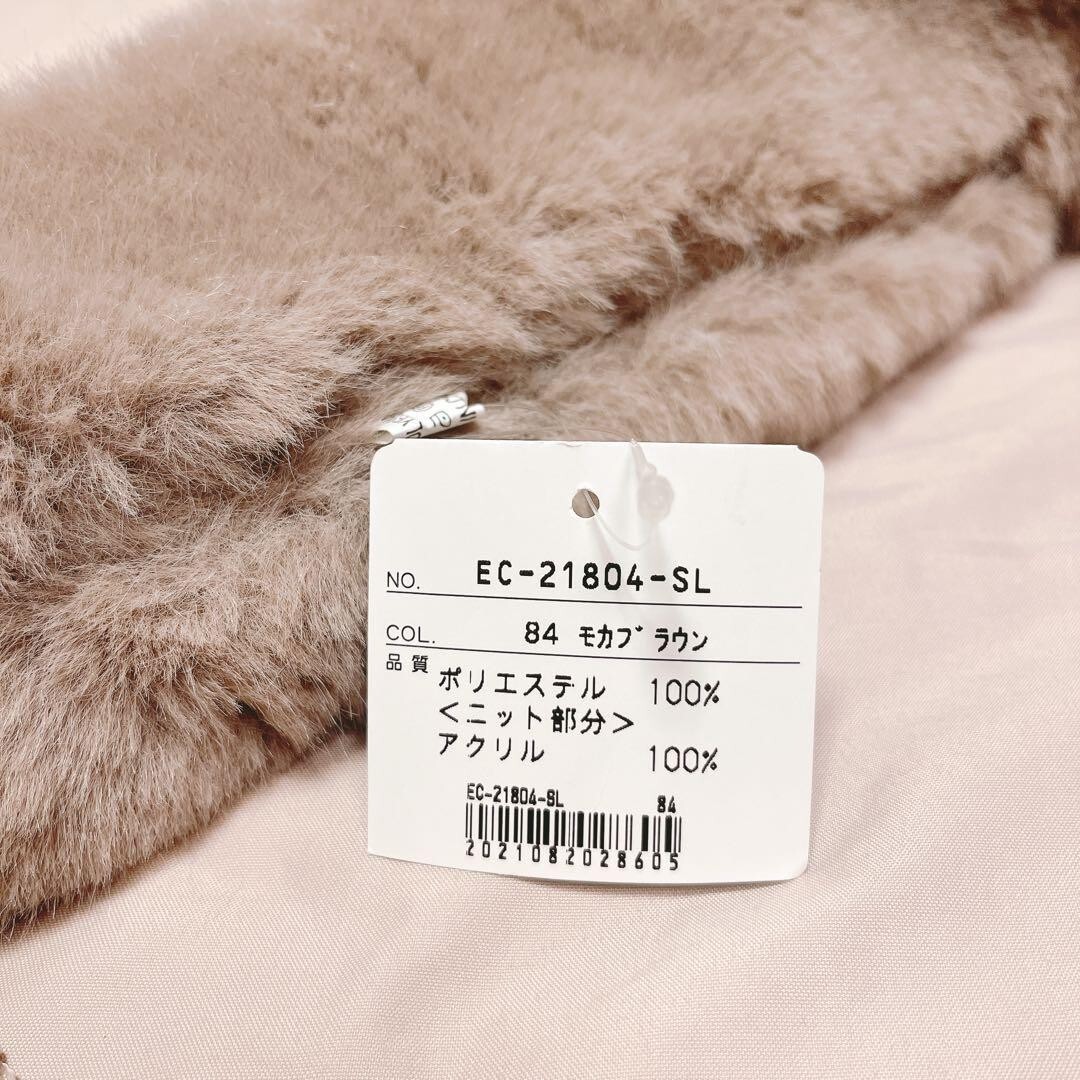 NO. EC-21804-SL
COL. 84 モカブラウン
品質 ポリエステル 100%
<ニット部分>
アクリル 100%
EC-21804-SL 84
2021082028605